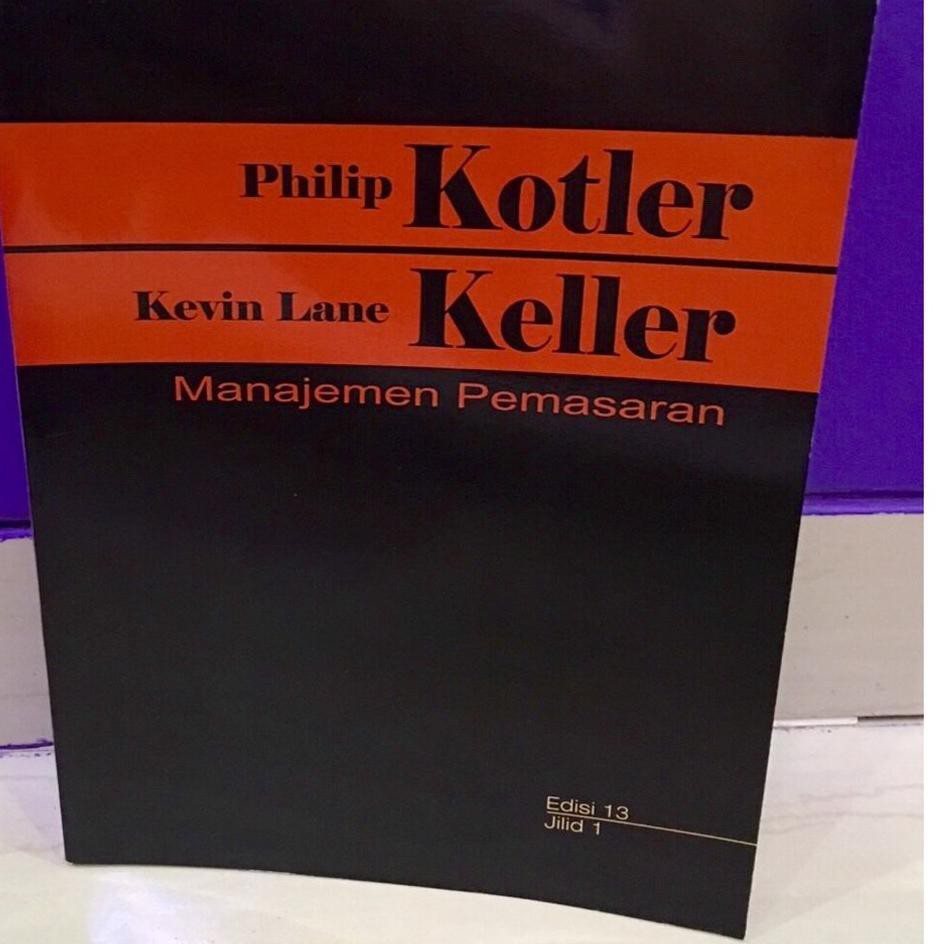 Philip Kotler
Kevin Lane Keller
Manajemen Pemasaran
Edisi 13
Jilid 1